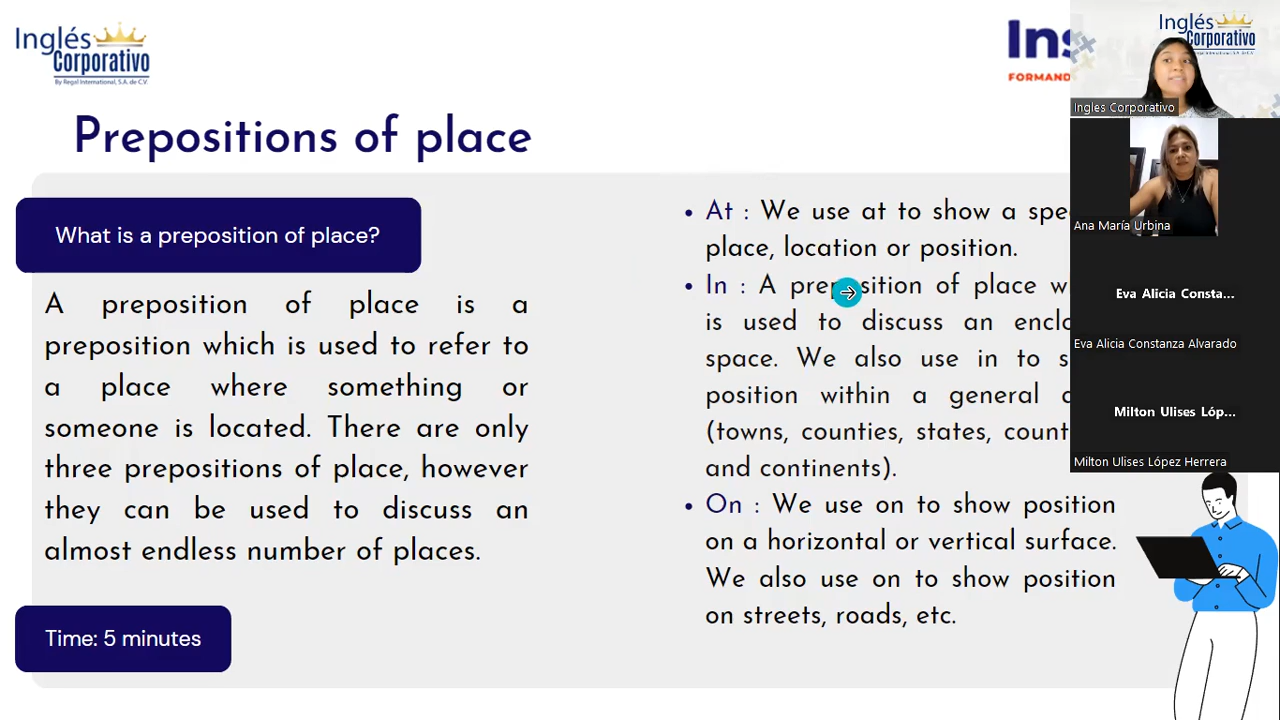 Inglés
Corporativo
By Regal International, S.A. de C.V.
Ins
FORMAND
Prepositions of place
What is a preposition of place?
A preposition of place is a
preposition which is used to refer to
a place where something or
someone is located. There are only
three prepositions of place, however
they can be used to discuss an
almost endless number of places.
Time: 5 minutes
• At : We use at to show a spe
place, location or position.
• In : A preposition of place w
is used to discuss an enclo
space. We also use in to s
position within a general
(towns, counties, states, count
and continents).
• On : We use on to show position
on a horizontal or vertical surface.
We also use on to show position
on streets, roads, etc.
Inglés
Corporativo
Ingles Corporativo
Ana María Urbina
Eva Alicia Consta...
Eva Alicia Constanza Alvarado
Milton Ulises Lóp...
Milton Ulises López Herrera